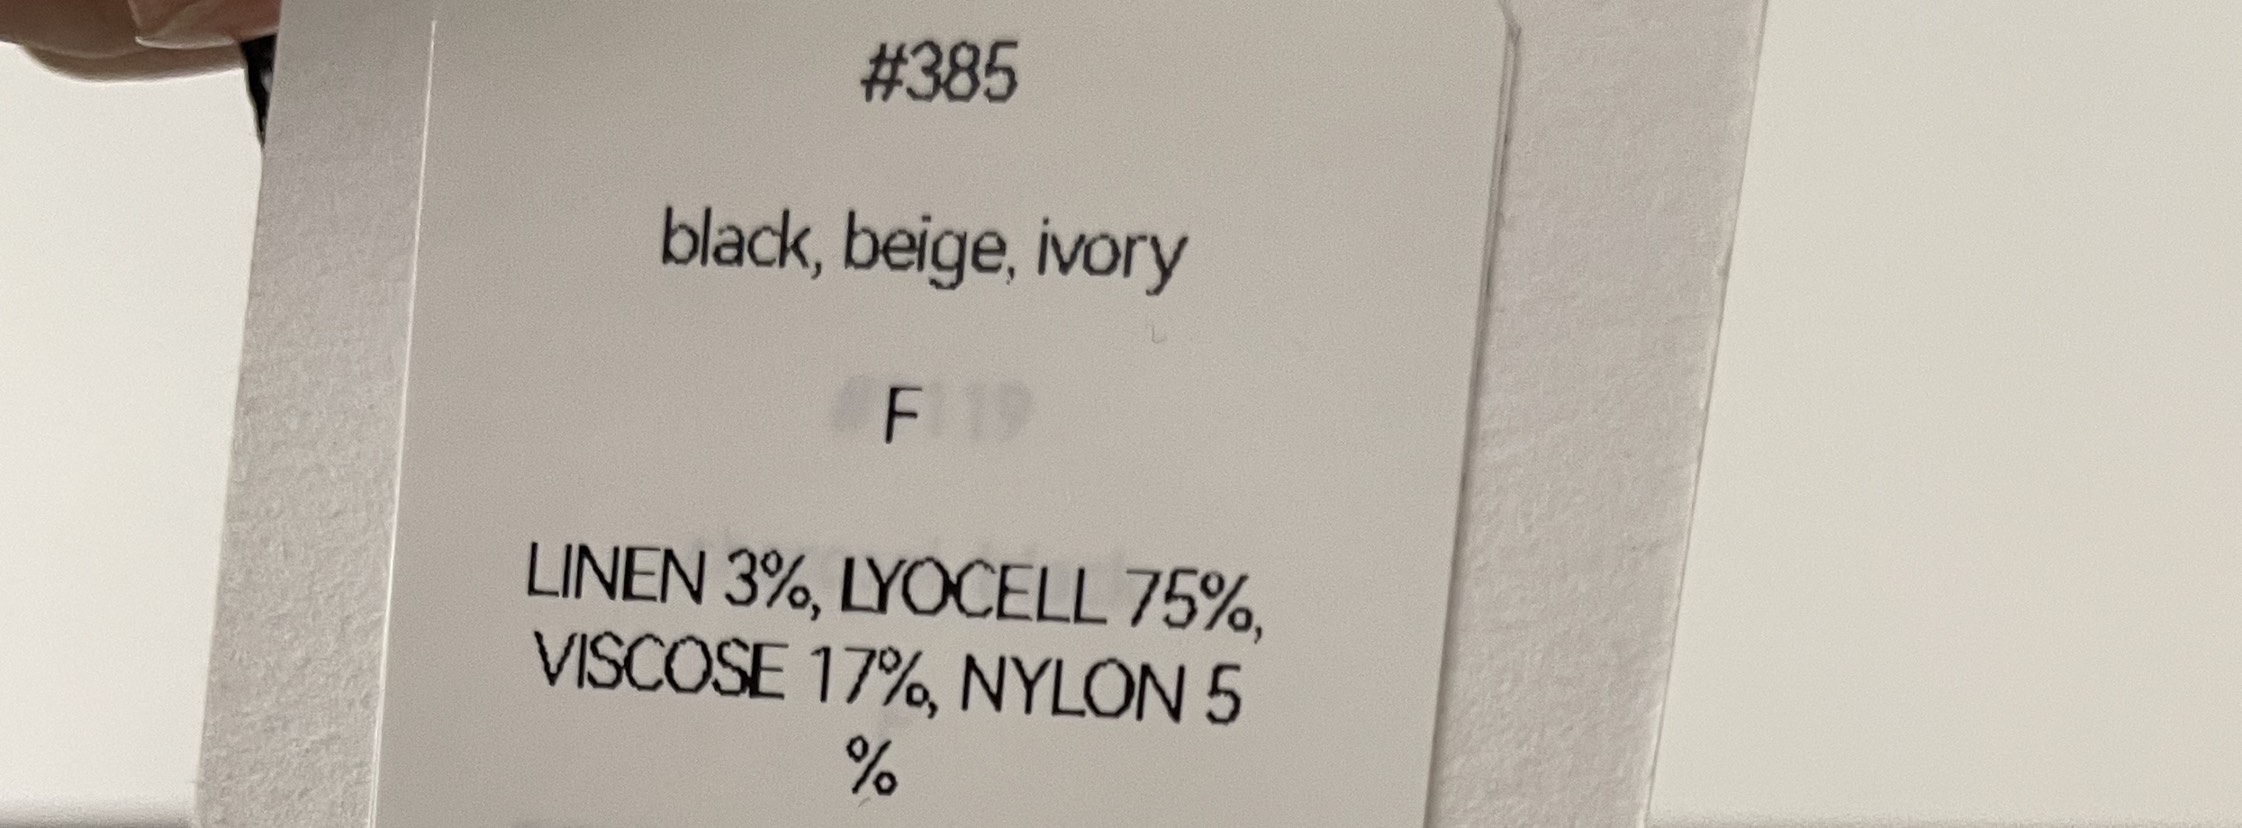 #385
black, beige, ivory
F
LINEN 3%, LYOCELL 75%,
VISCOSE 17%, NYLON 5
%